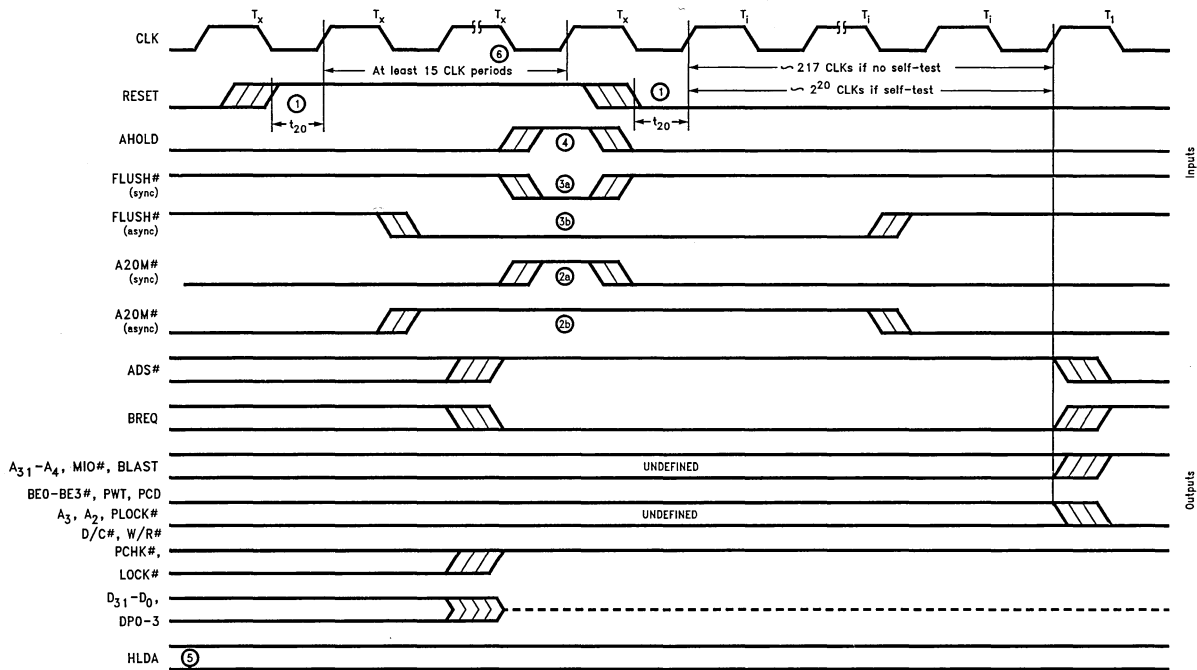 Tx Tx Tx Tx Ti Ti Ti T1
CLK
6
At least 15 CLK periods
~ 217 CLKs if no self-test
RESET
1
1
~ 2^20 CLKs if self-test
t20
t20
AHOLD
4
Inputs
FLUSH#
(sync)
3a
FLUSH#
(async)
3b
A20M#
(sync)
2a
A20M#
(async)
2b
ADS#
BREQ
A31-A4, MIO#, BLAST
UNDEFINED
BE0-BE3#, PWT, PCD
A3, A2, PLOCK#
UNDEFINED
Outputs
D/C#, W/R#
PCHK#,
LOCK#
D31-D0,
DP0-3
HLDA
5